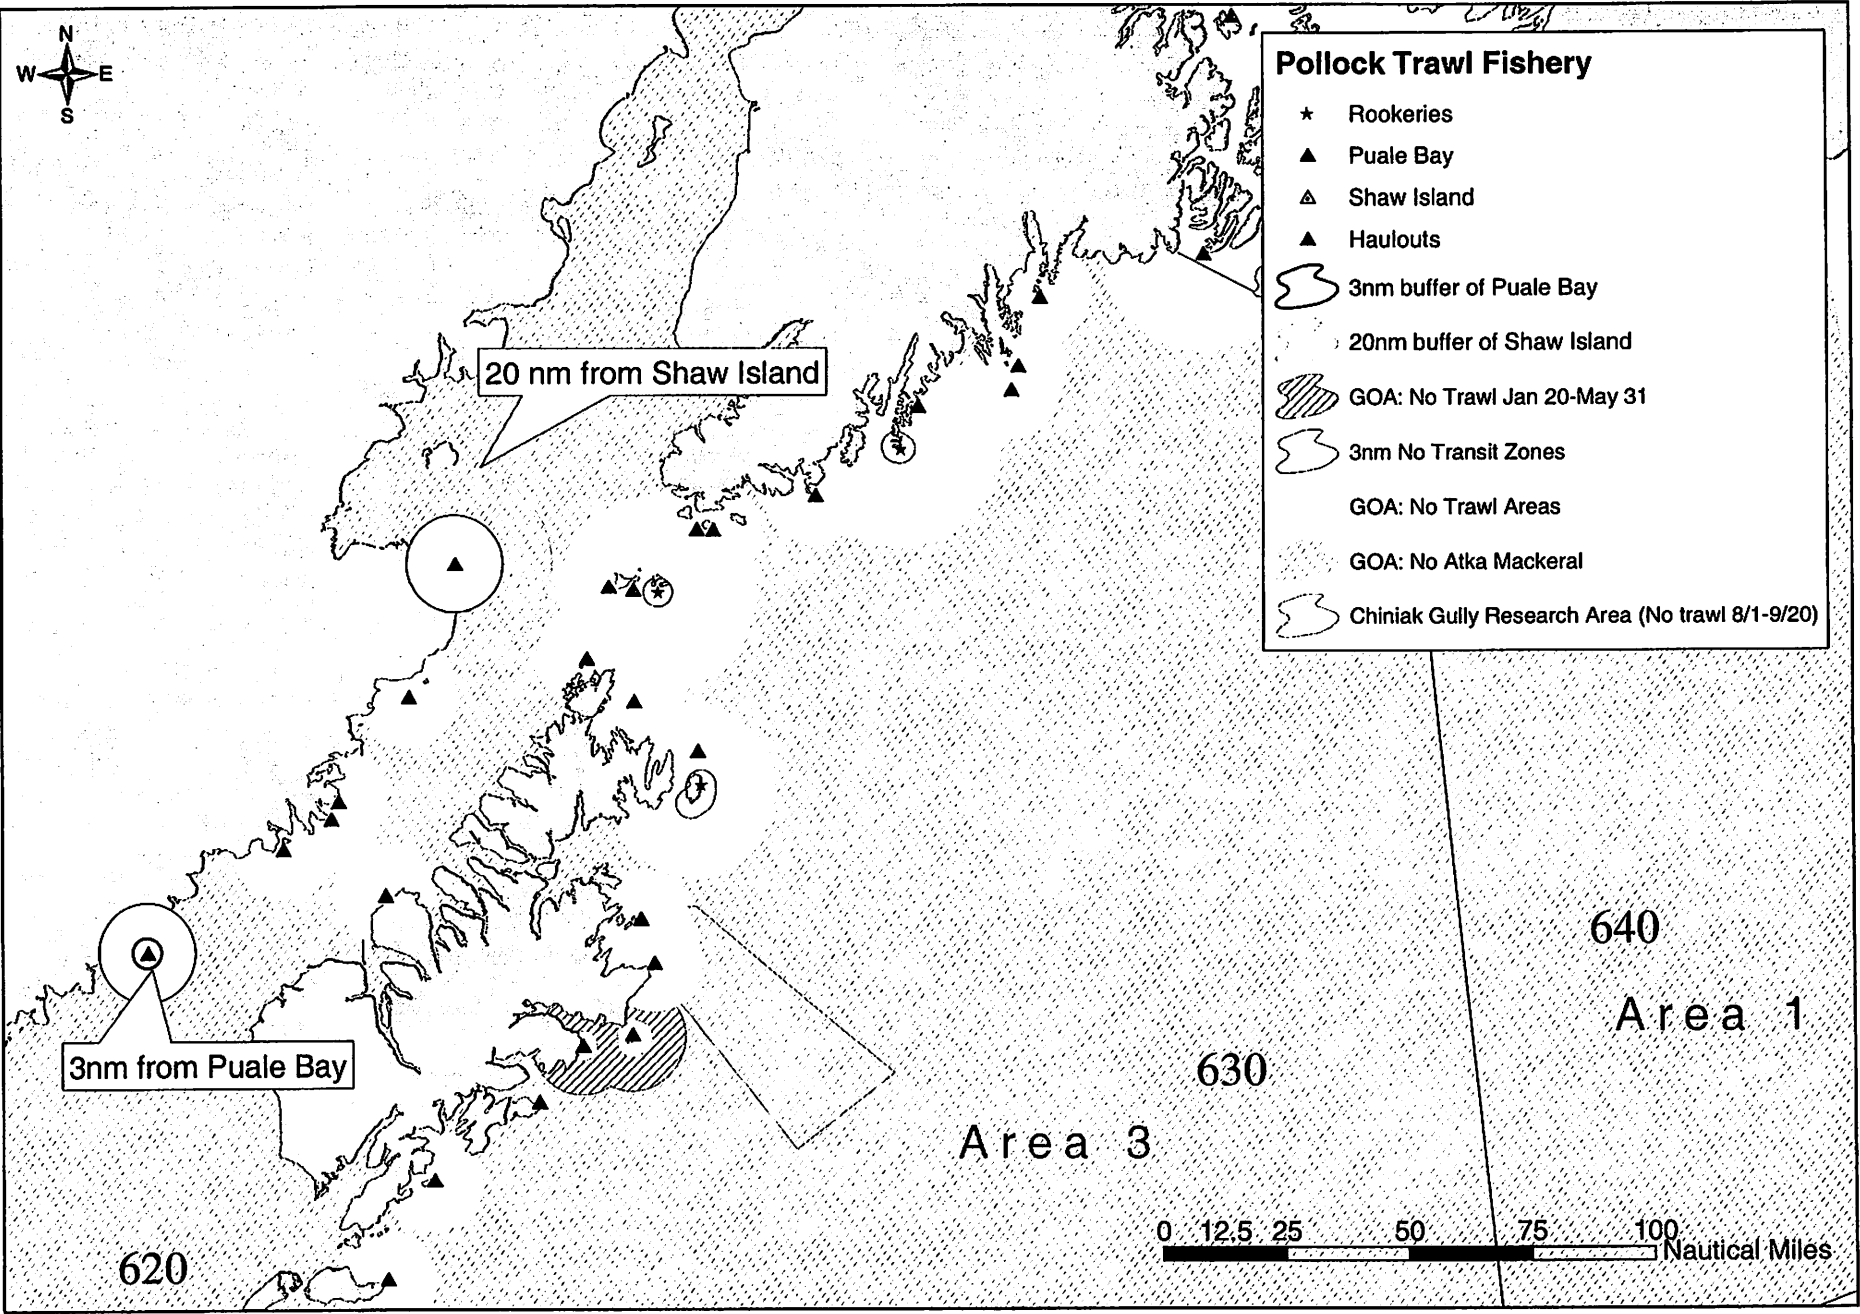 N
W E
S
Pollock Trawl Fishery
Rookeries
Puale Bay
Shaw Island
Haulouts
3nm buffer of Puale Bay
20nm buffer of Shaw Island
GOA: No Trawl Jan 20-May 31
3nm No Transit Zones
GOA: No Trawl Areas
GOA: No Atka Mackeral
Chiniak Gully Research Area (No trawl 8/1-9/20)
20 nm from Shaw Island
3nm from Puale Bay
640
Area 1
630
Area 3
620
0 12.5 25 50 75 100
Nautical Miles